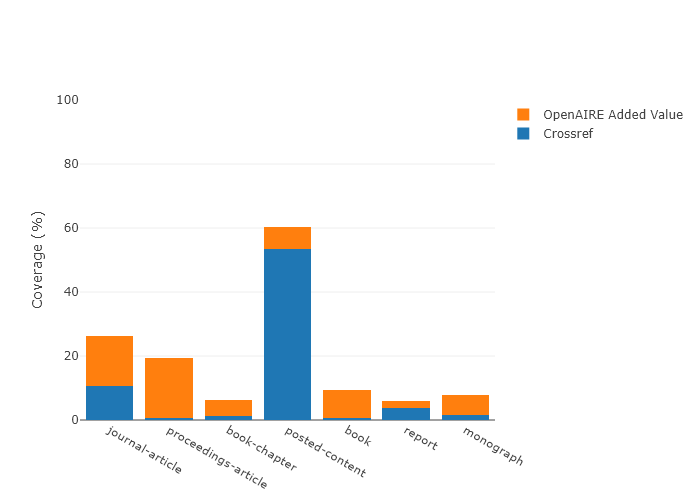 100
80
60
40
20
0
Coverage (%)
journal-article
proceedings-article
book-chapter
posted-content
book
report
monograph
OpenAIRE Added Value
Crossref